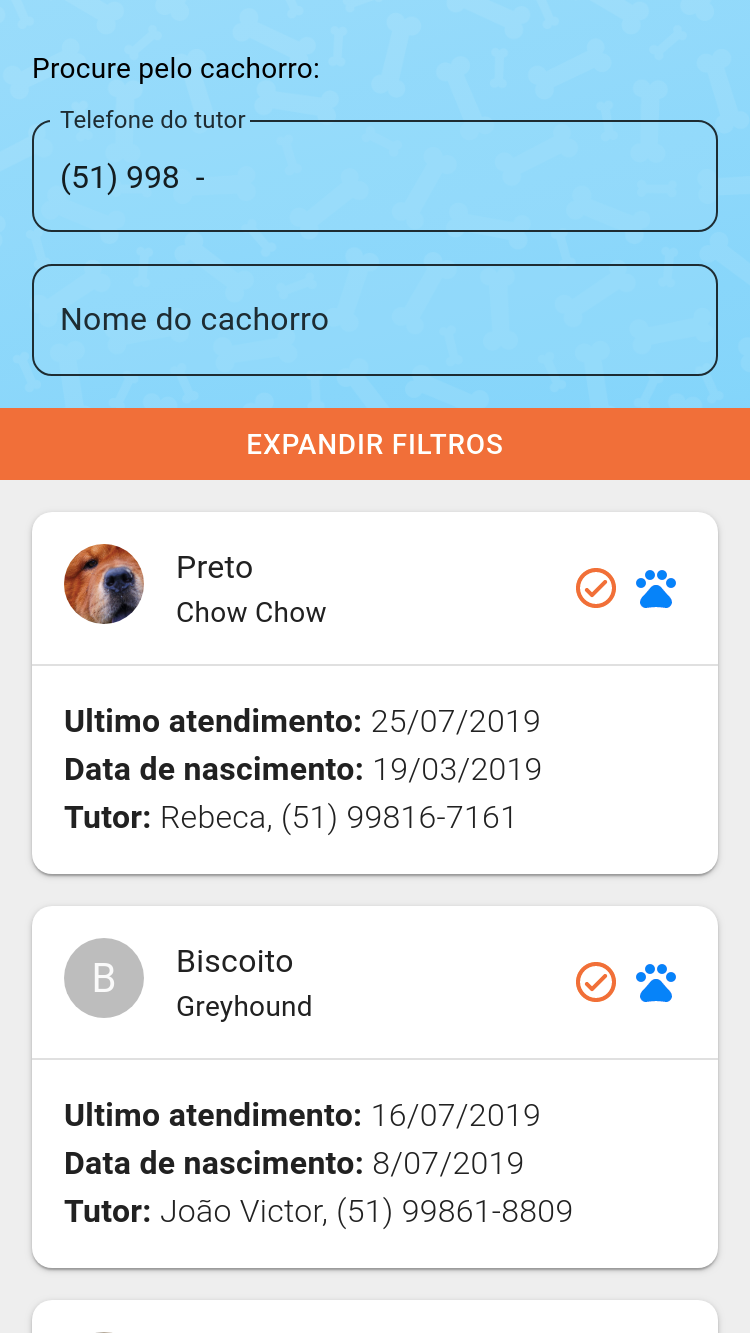 Procure pelo cachorro:
Telefone do tutor
(51) 998  -
Nome do cachorro
EXPANDIR FILTROS
Preto
Chow Chow
Ultimo atendimento: 25/07/2019
Data de nascimento: 19/03/2019
Tutor: Rebeca, (51) 99816-7161
B
Biscoito
Greyhound
Ultimo atendimento: 16/07/2019
Data de nascimento: 8/07/2019
Tutor: João Victor, (51) 99861-8809